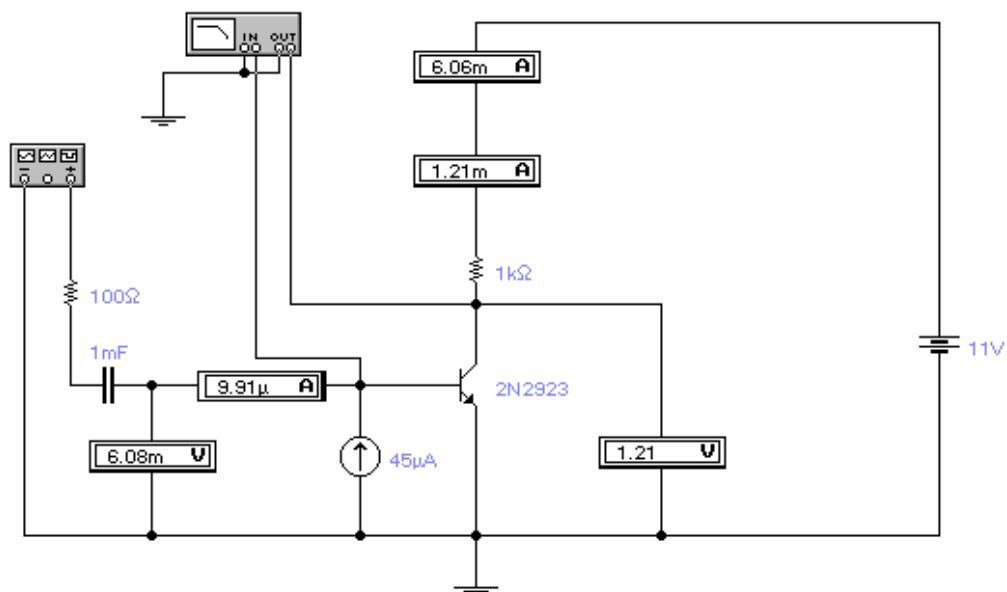 IN OUT
6.06m A
1.21m A
− +
1kΩ
100Ω
11V
1mF
9.91μ A
2N2923
6.08m V
45μA
1.21 V